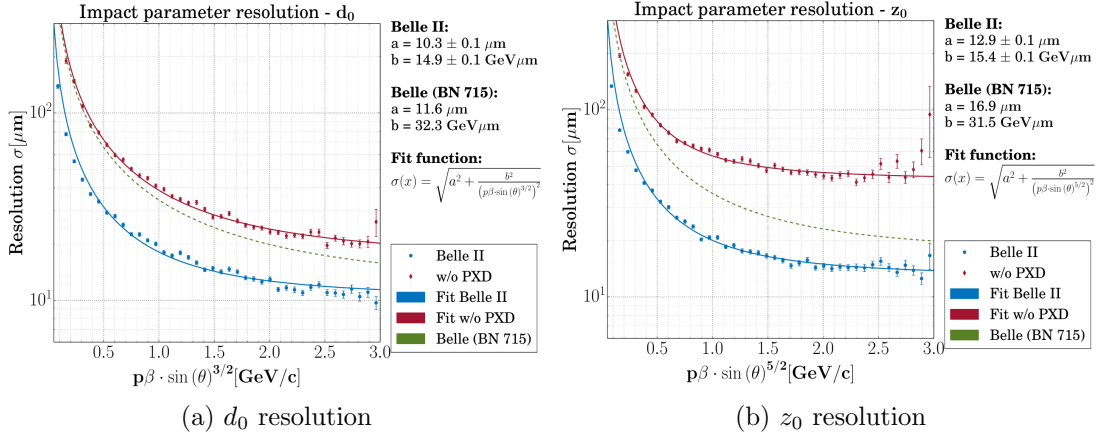 Impact parameter resolution - d₀
Resolution σ[μm]
10²
10¹
0.5 1.0 1.5 2.0 2.5 3.0
pβ · sin (θ)^{3/2}[GeV/c]
Belle II:
a = 10.3 ± 0.1 μm
b = 14.9 ± 0.1 GeVμm
Belle (BN 715):
a = 11.6 μm
b = 32.3 GeVμm
Fit function:
σ(x) = √(a² + b²/(pβ·sin (θ)^{3/2})²)
Belle II
w/o PXD
Fit Belle II
Fit w/o PXD
Belle (BN 715)
(a) d₀ resolution
Impact parameter resolution - z₀
Resolution σ[μm]
10²
10¹
0.5 1.0 1.5 2.0 2.5 3.0
pβ · sin (θ)^{5/2}[GeV/c]
Belle II:
a = 12.9 ± 0.1 μm
b = 15.4 ± 0.1 GeVμm
Belle (BN 715):
a = 16.9 μm
b = 31.5 GeVμm
Fit function:
σ(x) = √(a² + b²/(pβ·sin (θ)^{5/2})²)
Belle II
w/o PXD
Fit Belle II
Fit w/o PXD
Belle (BN 715)
(b) z₀ resolution